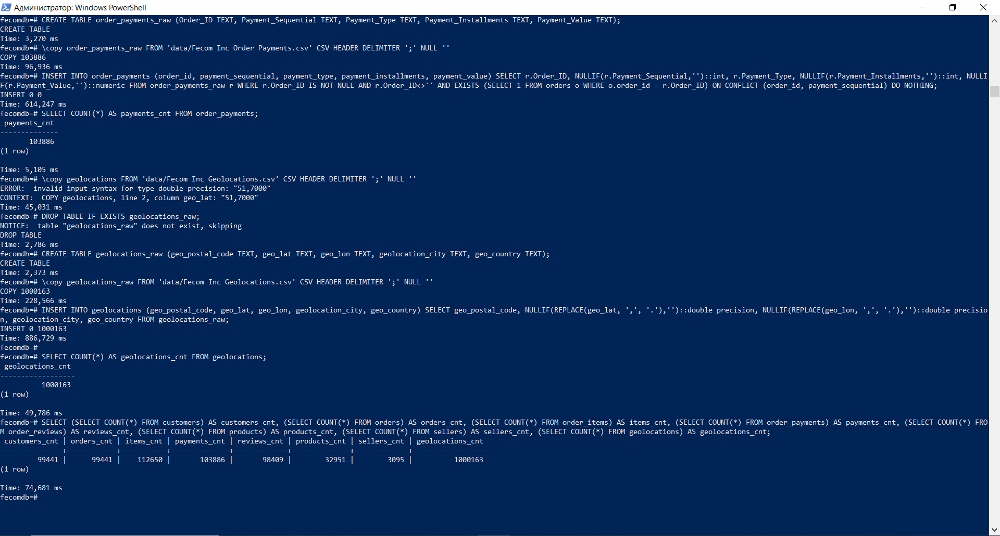 Администратор: Windows PowerShell
fecomdb=# CREATE TABLE order_payments_raw (Order_ID TEXT, Payment_Sequential TEXT, Payment_Type TEXT, Payment_Installments TEXT, Payment_Value TEXT);
CREATE TABLE
Time: 3,270 ms
fecomdb=# \copy order_payments_raw FROM 'data/Fecom Inc Order Payments.csv' CSV HEADER DELIMITER ';' NULL ''
COPY 103886
Time: 96,936 ms
fecomdb=# INSERT INTO order_payments (order_id, payment_sequential, payment_type, payment_installments, payment_value) SELECT r.Order_ID, NULLIF(r.Payment_Sequential,'')::int, r.Payment_Type, NULLIF(r.Payment_Installments,'')::int, NULLI
F(r.Payment_Value,'')::numeric FROM order_payments_raw r WHERE r.Order_ID IS NOT NULL AND r.Order_ID<>'' AND EXISTS (SELECT 1 FROM orders o WHERE o.order_id = r.Order_ID) ON CONFLICT (order_id, payment_sequential) DO NOTHING;
INSERT 0 0
Time: 614,247 ms
fecomdb=# SELECT COUNT(*) AS payments_cnt FROM order_payments;
 payments_cnt
--------------
       103886
(1 row)

Time: 5,105 ms
fecomdb=# \copy geolocations FROM 'data/Fecom Inc Geolocations.csv' CSV HEADER DELIMITER ';' NULL ''
ERROR:  invalid input syntax for type double precision: "51,7000"
CONTEXT:  COPY geolocations, line 2, column geo_lat: "51,7000"
Time: 45,031 ms
fecomdb=# DROP TABLE IF EXISTS geolocations_raw;
NOTICE:  table "geolocations_raw" does not exist, skipping
DROP TABLE
Time: 2,786 ms
fecomdb=# CREATE TABLE geolocations_raw (geo_postal_code TEXT, geo_lat TEXT, geo_lon TEXT, geolocation_city TEXT, geo_country TEXT);
CREATE TABLE
Time: 2,373 ms
fecomdb=# \copy geolocations_raw FROM 'data/Fecom Inc Geolocations.csv' CSV HEADER DELIMITER ';' NULL ''
COPY 1000163
Time: 228,566 ms
fecomdb=# INSERT INTO geolocations (geo_postal_code, geo_lat, geo_lon, geolocation_city, geo_country) SELECT geo_postal_code, NULLIF(REPLACE(geo_lat, ',', '.'),'')::double precision, NULLIF(REPLACE(geo_lon, ',', '.'),'')::double precisio
n, geolocation_city, geo_country FROM geolocations_raw;
INSERT 0 1000163
Time: 886,729 ms
fecomdb=#
fecomdb=# SELECT COUNT(*) AS geolocations_cnt FROM geolocations;
 geolocations_cnt
------------------
          1000163
(1 row)

Time: 49,786 ms
fecomdb=# SELECT (SELECT COUNT(*) FROM customers) AS customers_cnt, (SELECT COUNT(*) FROM orders) AS orders_cnt, (SELECT COUNT(*) FROM order_items) AS items_cnt, (SELECT COUNT(*) FROM order_payments) AS payments_cnt, (SELECT COUNT(*) FRO
M order_reviews) AS reviews_cnt, (SELECT COUNT(*) FROM products) AS products_cnt, (SELECT COUNT(*) FROM sellers) AS sellers_cnt, (SELECT COUNT(*) FROM geolocations) AS geolocations_cnt;
 customers_cnt | orders_cnt | items_cnt | payments_cnt | reviews_cnt | products_cnt | sellers_cnt | geolocations_cnt
---------------+------------+-----------+--------------+-------------+--------------+-------------+------------------
         99441 |      99441 |    112650 |       103886 |       98409 |        32951 |        3095 |          1000163
(1 row)

Time: 74,681 ms
fecomdb=#